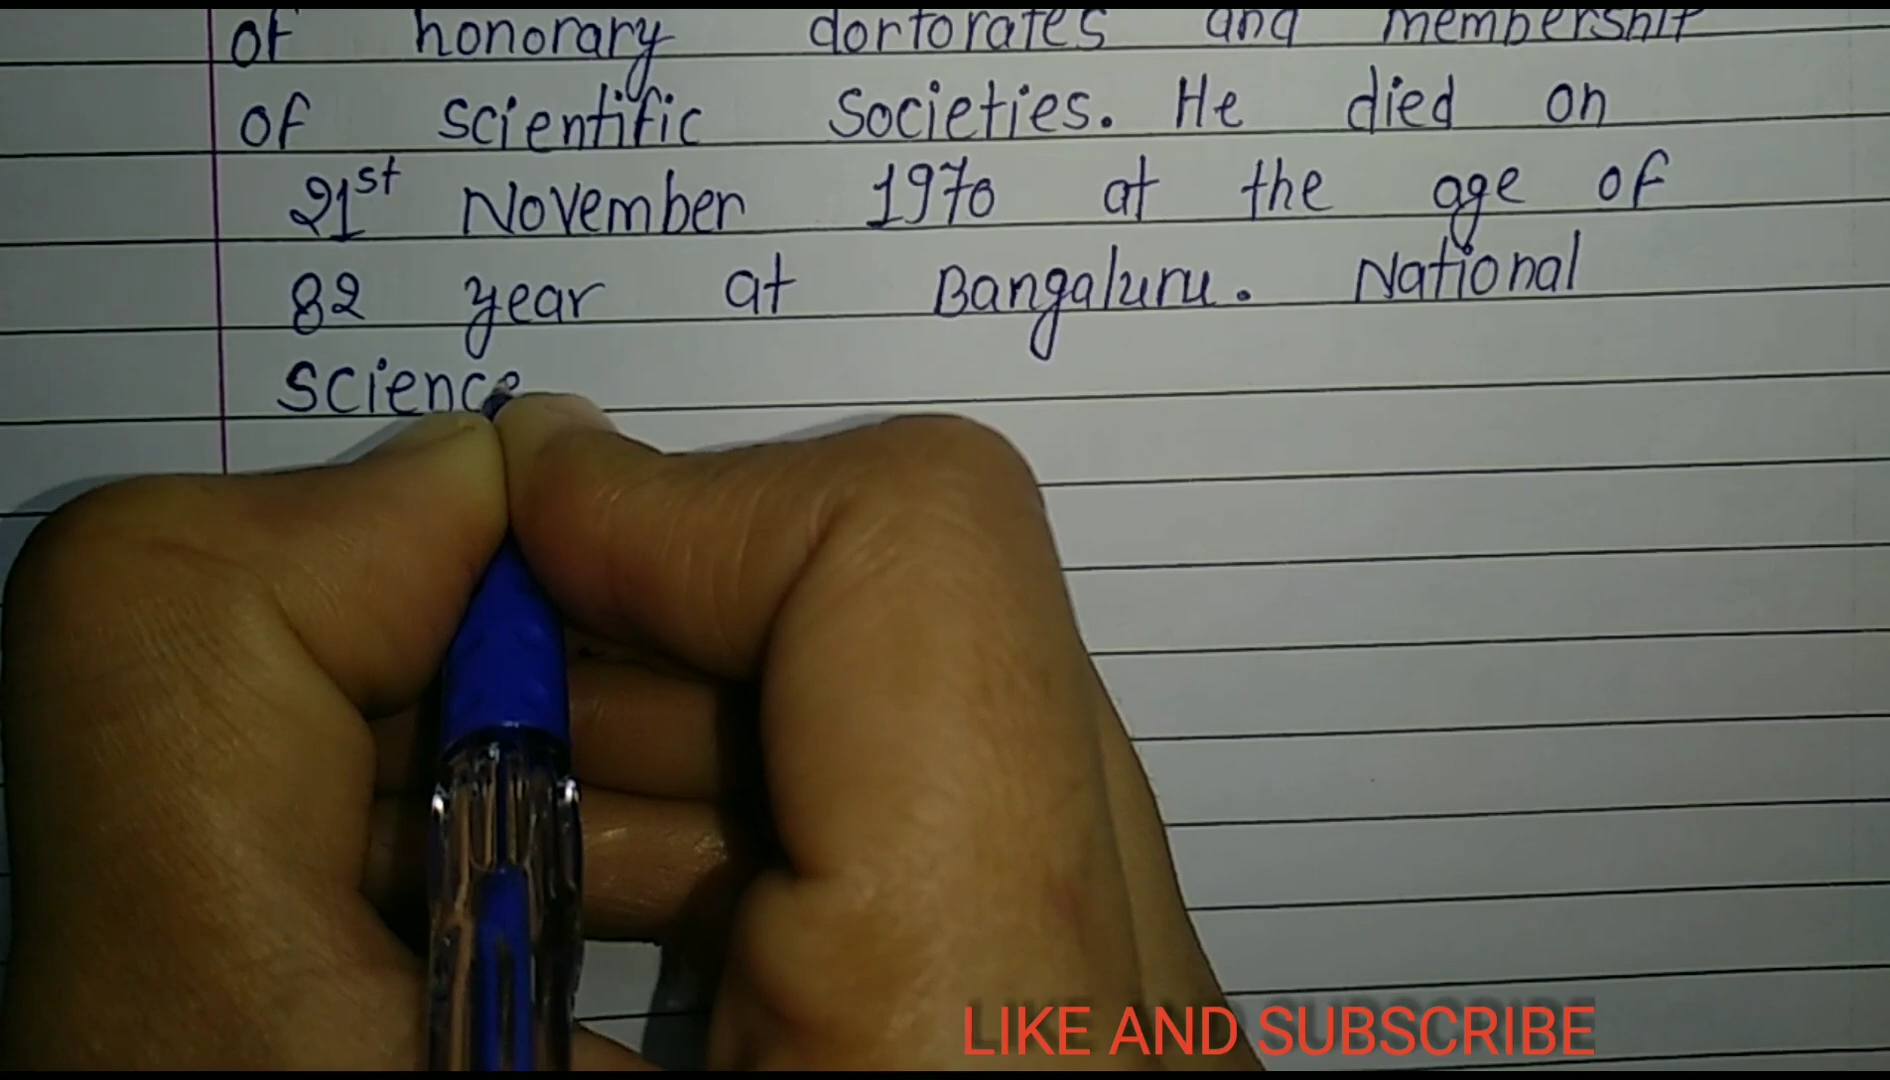 of honorary dortorates and membership
of scientific Societies. He died on
21st November 1970 at the age of
82 year at Bangaluru. National
science
LIKE AND SUBSCRIBE